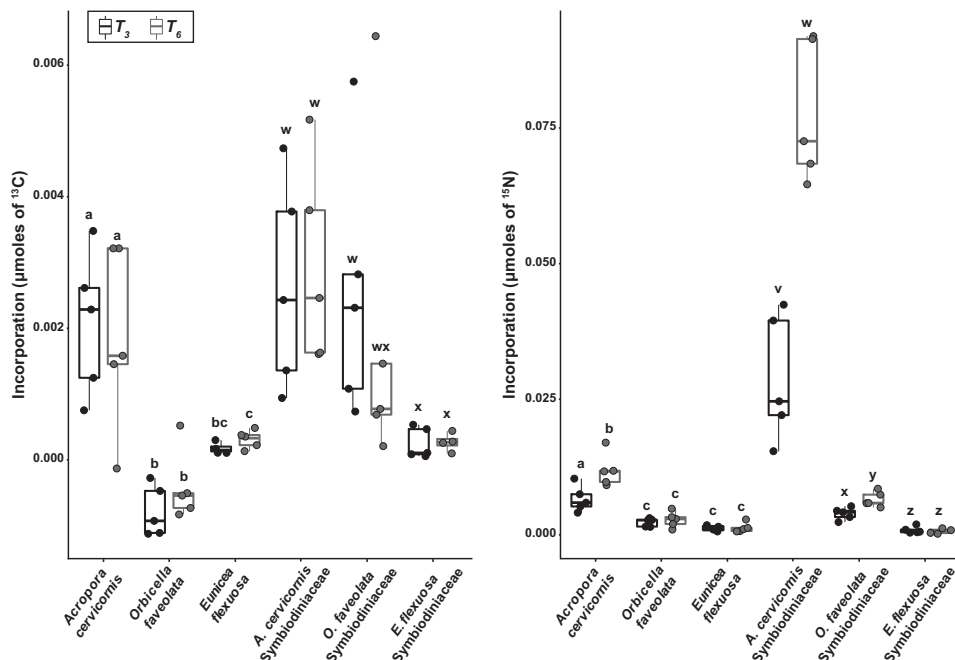 T3 T6
Incorporation (µmoles of 13C)
0.006
0.004
0.002
0.000
a
a
b
b
bc
c
w
w
w
wx
x
x
Acropora
cervicornis
Orbicella
faveolata
Eunicea
flexuosa
A. cervicornis
Symbiodiniaceae
O. faveolata
Symbiodiniaceae
E. flexuosa
Symbiodiniaceae
Incorporation (µmoles of 15N)
0.075
0.050
0.025
0.000
a
b
c
c
c
c
v
w
x
y
z
z
Acropora
cervicornis
Orbicella
faveolata
Eunicea
flexuosa
A. cervicornis
Symbiodiniaceae
O. faveolata
Symbiodiniaceae
E. flexuosa
Symbiodiniaceae